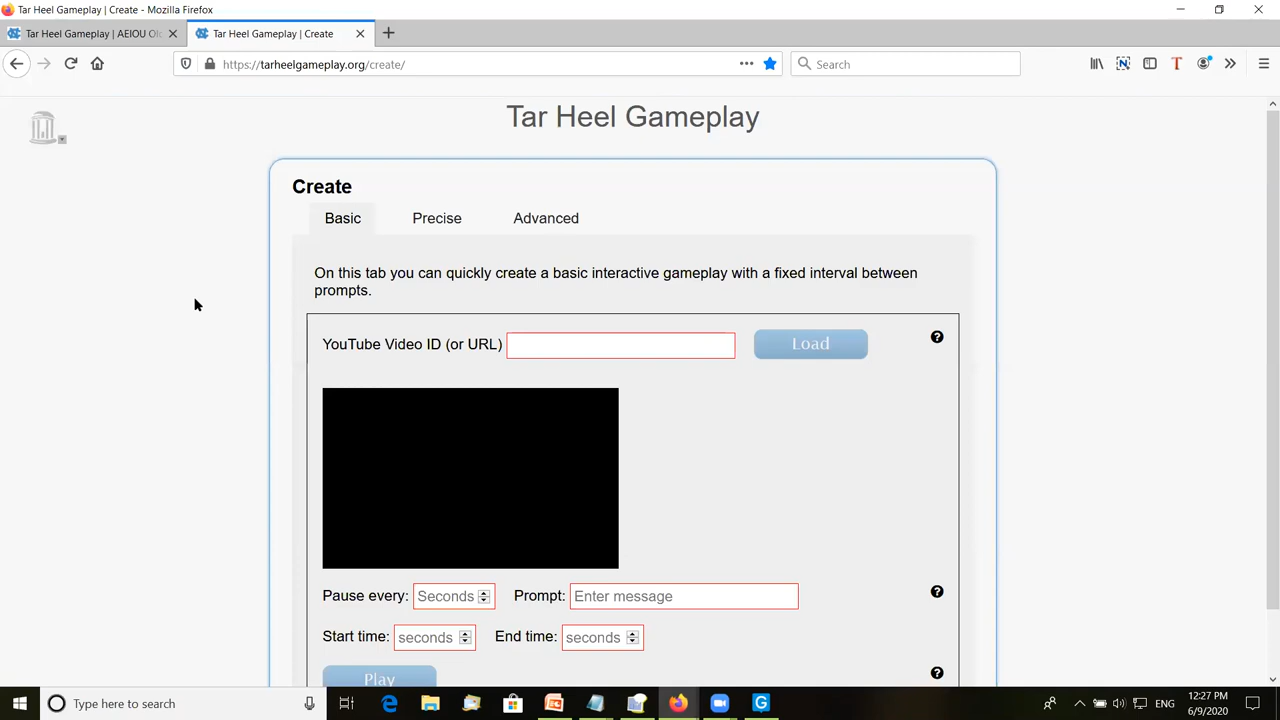 Tar Heel Gameplay | Create - Mozilla Firefox
Tar Heel Gameplay | AEIOU Ol
Tar Heel Gameplay | Create
https://tarheelgameplay.org/create/
Search
Tar Heel Gameplay
Create
Basic Precise Advanced
On this tab you can quickly create a basic interactive gameplay with a fixed interval between
prompts.
YouTube Video ID (or URL) Load
Pause every: Seconds Prompt: Enter message
Start time: seconds End time: seconds
Play
Type here to search
ENG
12:27 PM
6/9/2020